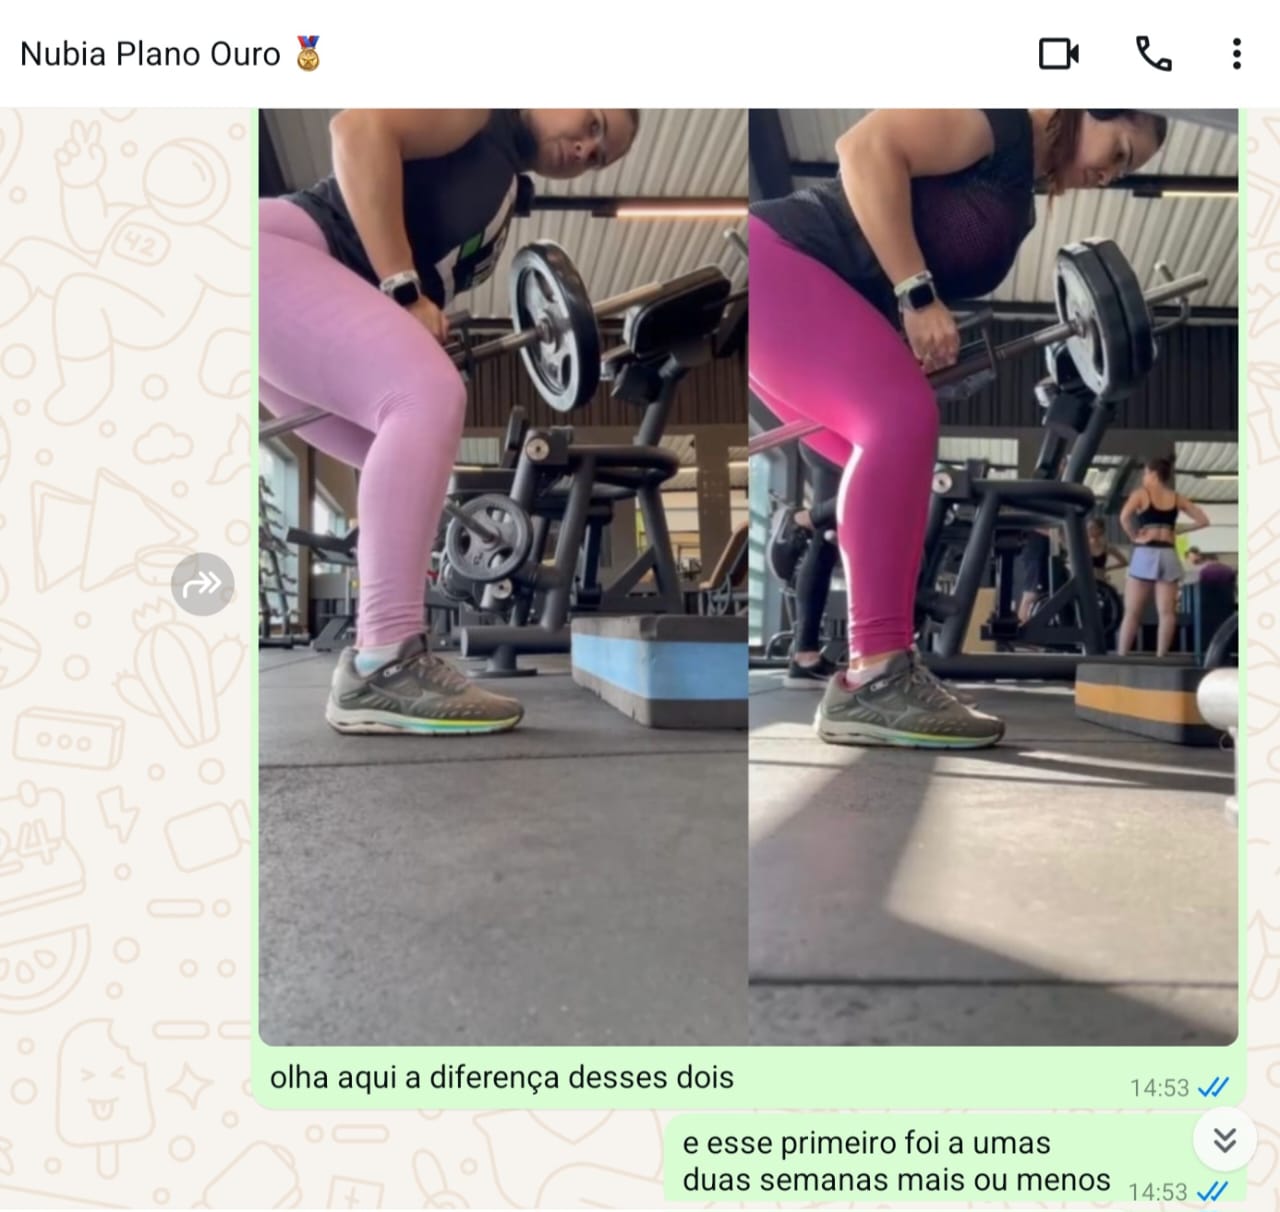 Nubia Plano Ouro 🏅
olha aqui a diferença desses dois
14:53
e esse primeiro foi a umas
duas semanas mais ou menos
14:53